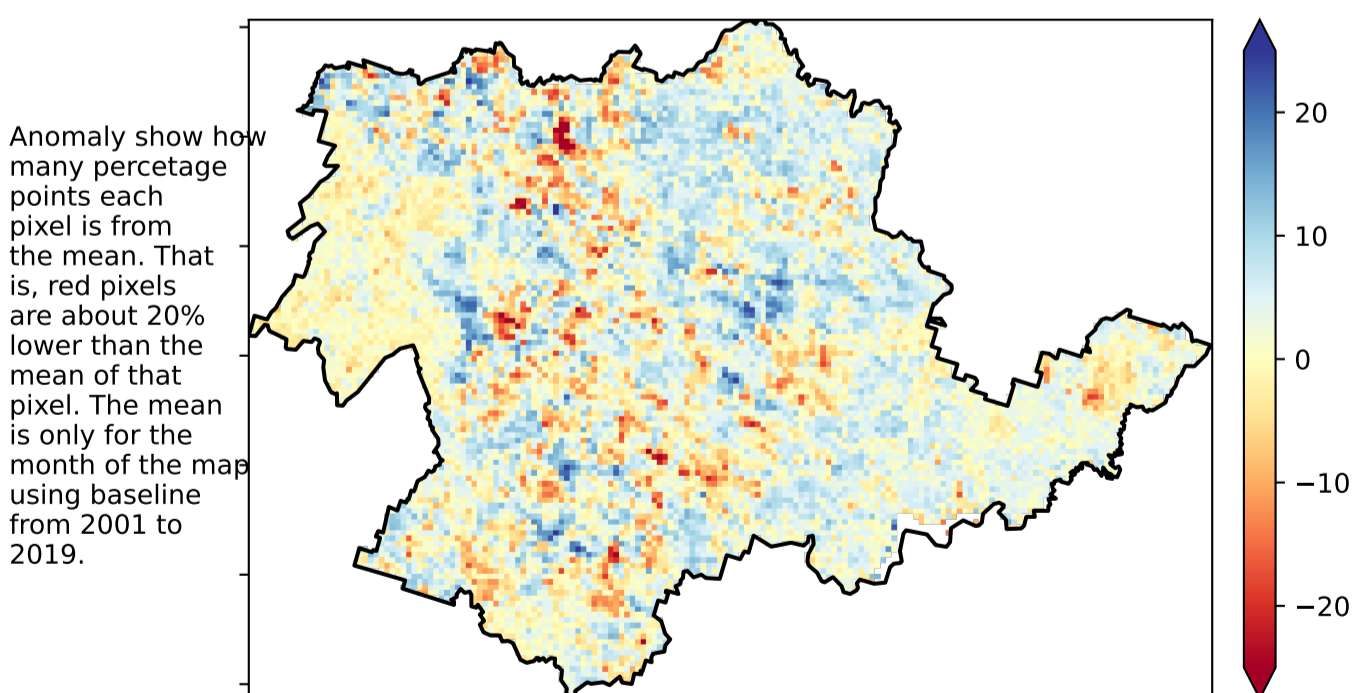 Anomaly show how
many percetage
points each
pixel is from
the mean. That
is, red pixels
are about 20%
lower than the
mean of that
pixel. The mean
is only for the
month of the map
using baseline
from 2001 to
2019.
20
10
0
−10
−20